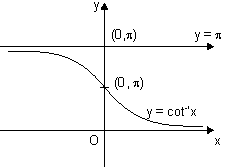 y
(0,π)
y = π
(0, π)
y = cot⁻¹x
O
x